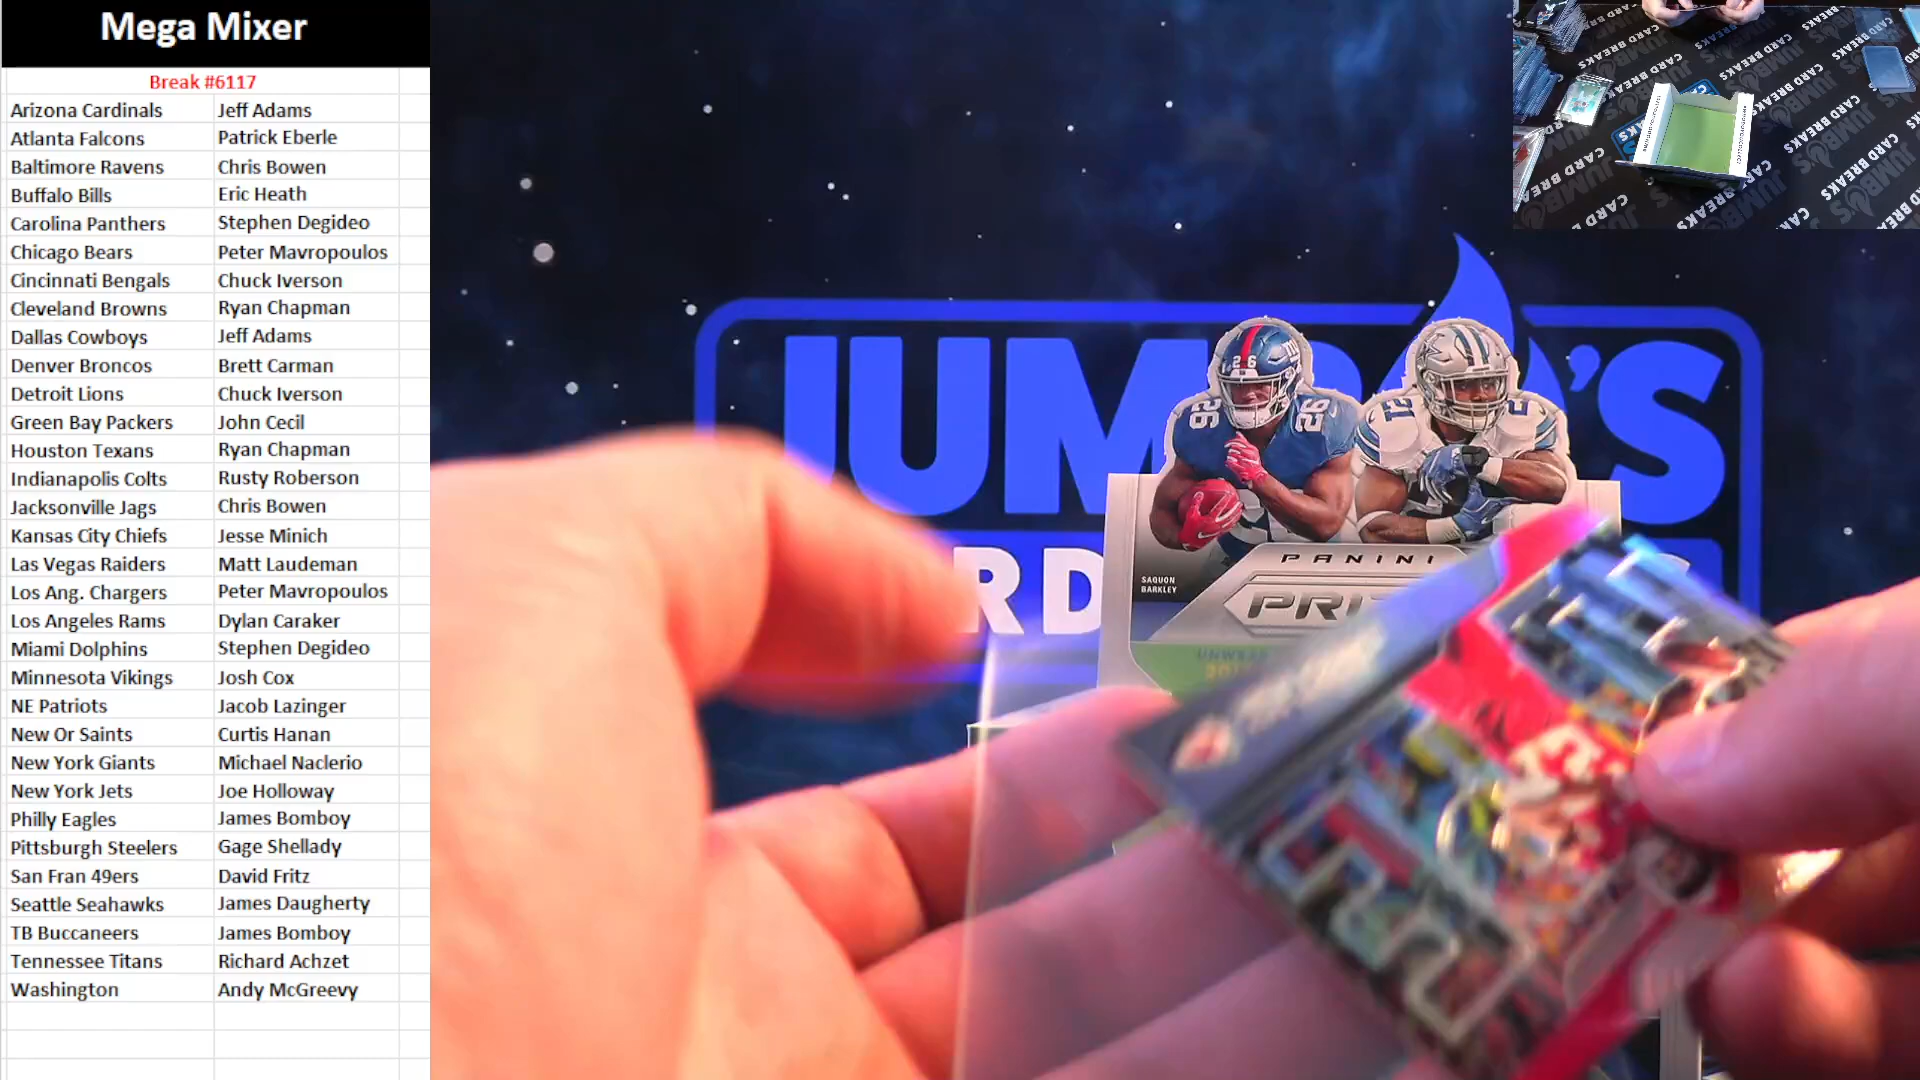 Mega Mixer
Break #6117
Arizona Cardinals Jeff Adams
Atlanta Falcons Patrick Eberle
Baltimore Ravens Chris Bowen
Buffalo Bills Eric Heath
Carolina Panthers Stephen Degideo
Chicago Bears Peter Mavropoulos
Cincinnati Bengals Chuck Iverson
Cleveland Browns Ryan Chapman
Dallas Cowboys Jeff Adams
Denver Broncos Brett Carman
Detroit Lions Chuck Iverson
Green Bay Packers John Cecil
Houston Texans Ryan Chapman
Indianapolis Colts Rusty Roberson
Jacksonville Jags Chris Bowen
Kansas City Chiefs Jesse Minich
Las Vegas Raiders Matt Laudeman
Los Ang. Chargers Peter Mavropoulos
Los Angeles Rams Dylan Caraker
Miami Dolphins Stephen Degideo
Minnesota Vikings Josh Cox
NE Patriots Jacob Lazinger
New Or Saints Curtis Hanan
New York Giants Michael Naclerio
New York Jets Joe Holloway
Philly Eagles James Bomboy
Pittsburgh Steelers Gage Shellady
San Fran 49ers David Fritz
Seattle Seahawks James Daugherty
TB Buccaneers James Bomboy
Tennessee Titans Richard Achzet
Washington Andy McGreevy
CARD BREAKS
JUMBO'S
26
26
26
21
PANINI
SAQUON
BARKLEY